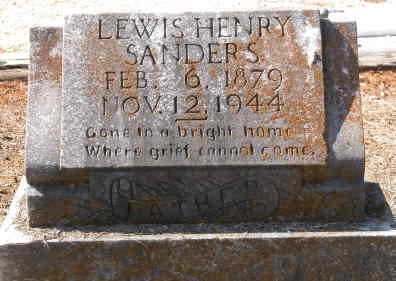 LEWIS HENRY
SANDERS
FEB. 6, 1879
NOV. 12, 1944
Gone to a bright home
Where grief cannot come.
FATHER